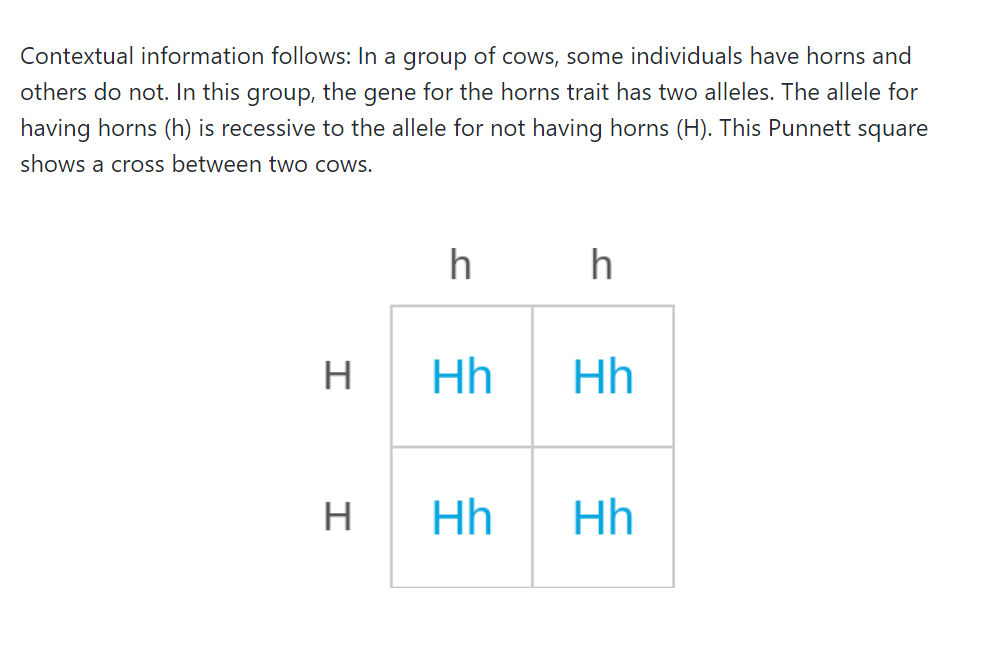 Contextual information follows: In a group of cows, some individuals have horns and
others do not. In this group, the gene for the horns trait has two alleles. The allele for
having horns (h) is recessive to the allele for not having horns (H). This Punnett square
shows a cross between two cows.
h h
H Hh Hh
H Hh Hh